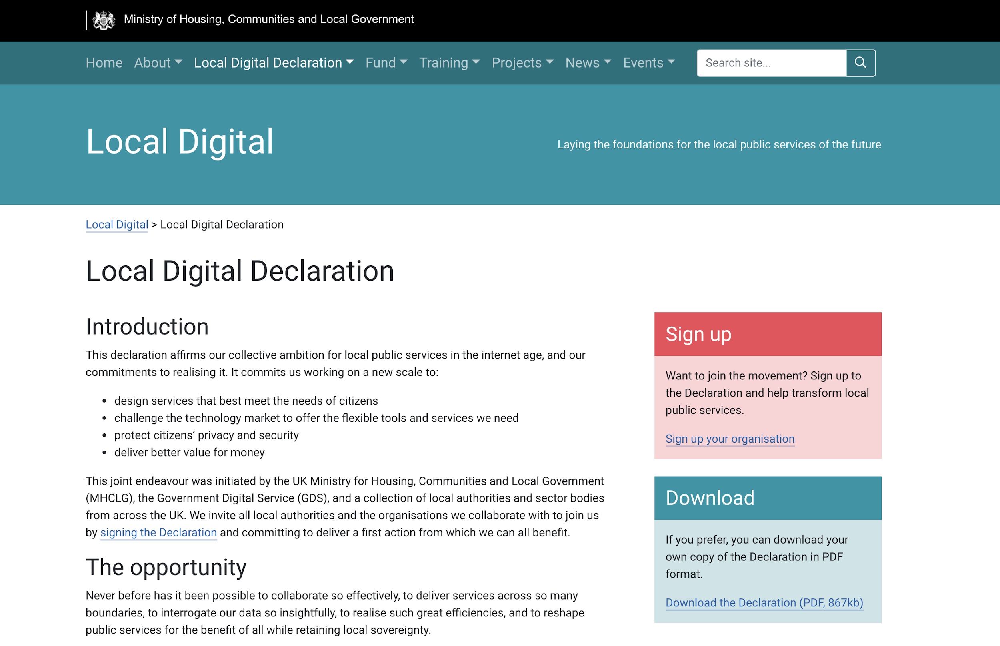 Ministry of Housing, Communities and Local Government
Home About Local Digital Declaration Fund Training Projects News Events Search site...
Local Digital
Laying the foundations for the local public services of the future
Local Digital > Local Digital Declaration
Local Digital Declaration
Introduction
This declaration affirms our collective ambition for local public services in the internet age, and our
commitments to realising it. It commits us working on a new scale to:
• design services that best meet the needs of citizens
• challenge the technology market to offer the flexible tools and services we need
• protect citizens’ privacy and security
• deliver better value for money
This joint endeavour was initiated by the UK Ministry for Housing, Communities and Local Government
(MHCLG), the Government Digital Service (GDS), and a collection of local authorities and sector bodies
from across the UK. We invite all local authorities and the organisations we collaborate with to join us
by signing the Declaration and committing to deliver a first action from which we can all benefit.
The opportunity
Never before has it been possible to collaborate so effectively, to deliver services across so many
boundaries, to interrogate our data so insightfully, to realise such great efficiencies, and to reshape
public services for the benefit of all while retaining local sovereignty.
Sign up
Want to join the movement? Sign up to
the Declaration and help transform local
public services.
Sign up your organisation
Download
If you prefer, you can download your
own copy of the Declaration in PDF
format.
Download the Declaration (PDF, 867kb)